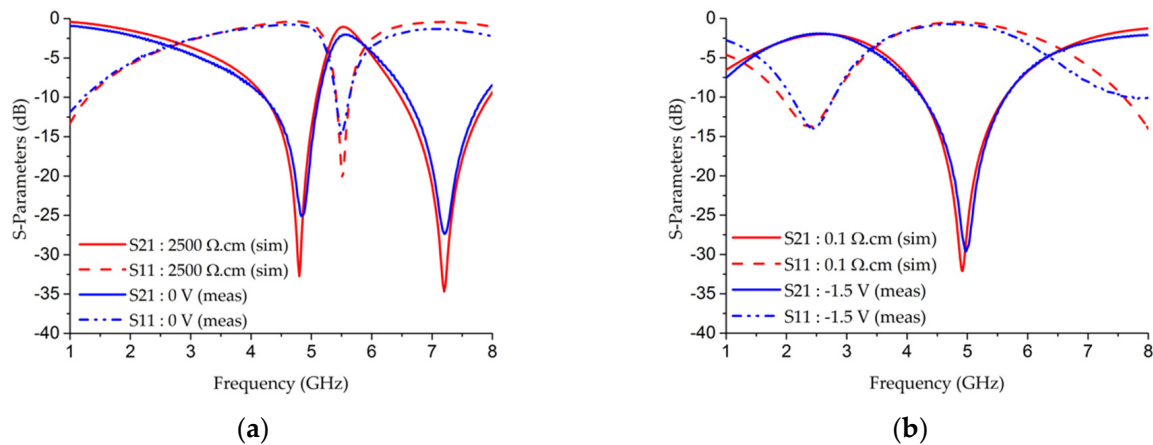 0
-5
-10
-15
-20
-25
-30
-35
-40
S-Parameters (dB)
S21 : 2500 Ω.cm (sim)
S11 : 2500 Ω.cm (sim)
S21 : 0 V (meas)
S11 : 0 V (meas)
1 2 3 4 5 6 7 8
Frequency (GHz)
(a)
0
-5
-10
-15
-20
-25
-30
-35
-40
S-Parameters (dB)
S21 : 0.1 Ω.cm (sim)
S11 : 0.1 Ω.cm (sim)
S21 : -1.5 V (meas)
S11 : -1.5 V (meas)
1 2 3 4 5 6 7 8
Frequency (GHz)
(b)